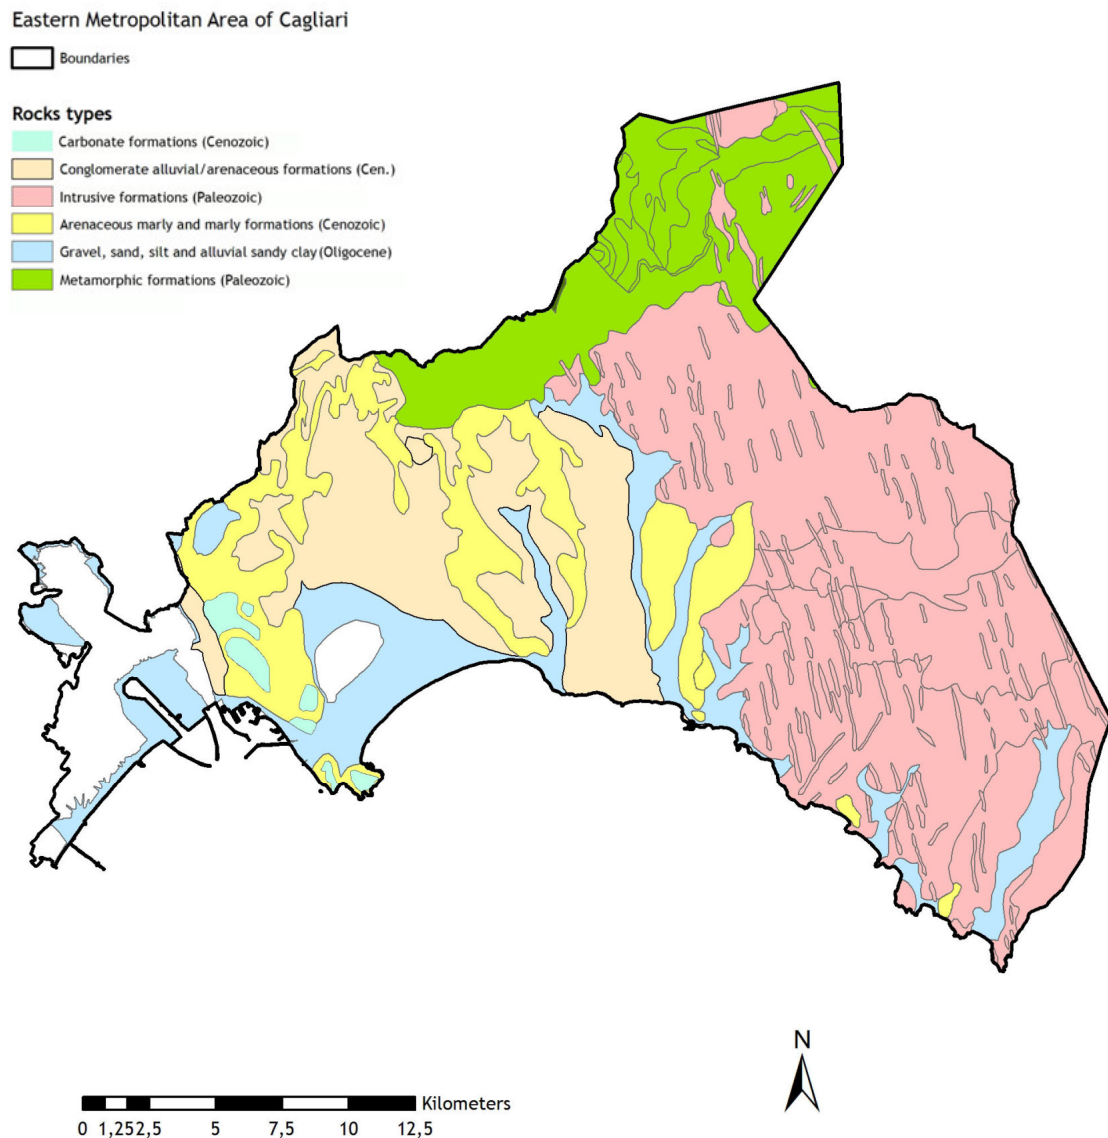 Eastern Metropolitan Area of Cagliari
Boundaries
Rocks types
Carbonate formations (Cenozoic)
Conglomerate alluvial/arenaceous formations (Cen.)
Intrusive formations (Paleozoic)
Arenaceous marly and marly formations (Cenozoic)
Gravel, sand, silt and alluvial sandy clay(Oligocene)
Metamorphic formations (Paleozoic)
N
Kilometers
0 1,252,5 5 7,5 10 12,5